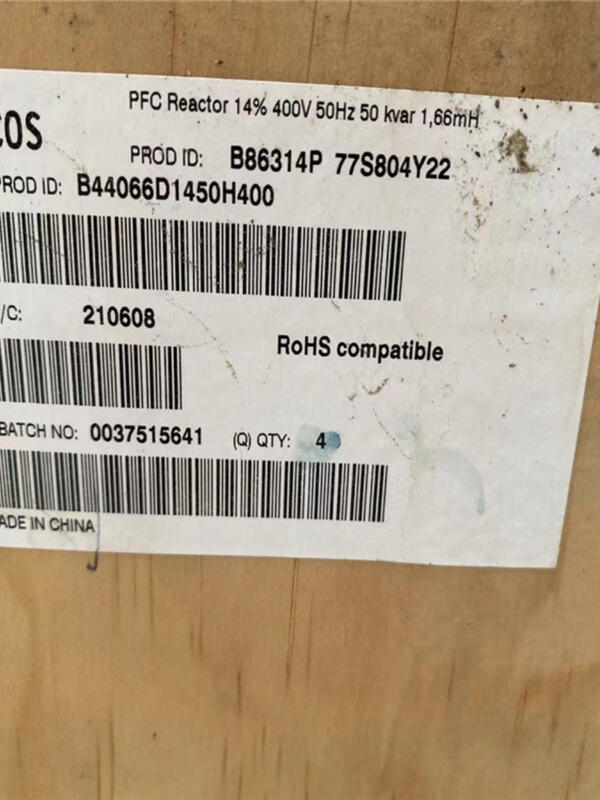 PFC Reactor 14% 400V 50Hz 50 kvar 1,66mH
COS
PROD ID: B86314P 77S804Y22
PROD ID: B44066D1450H400
/C: 210608
RoHS compatible
BATCH NO: 0037515641 (Q) QTY: 4
ADE IN CHINA